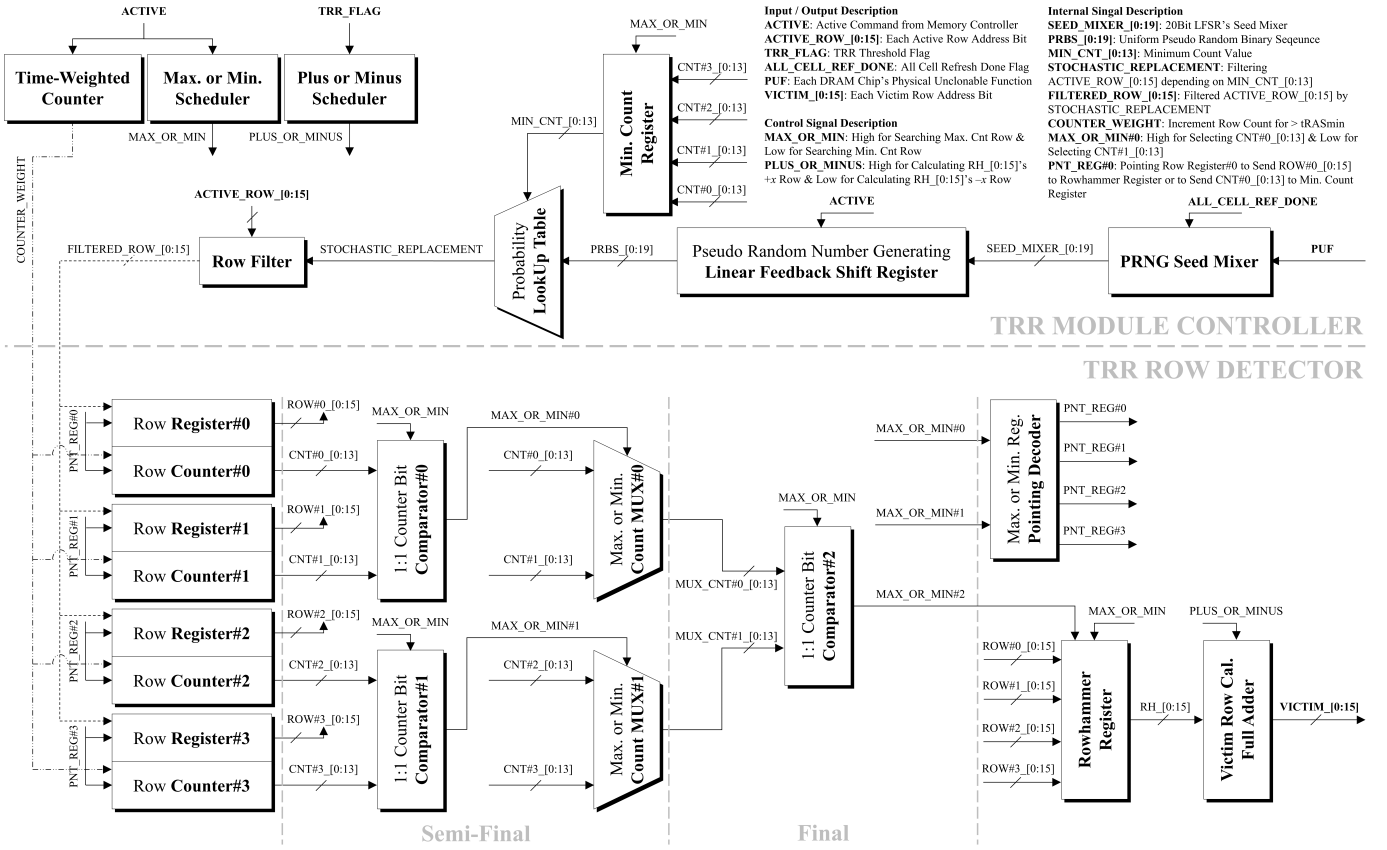 ACTIVE
TRR_FLAG
Time-Weighted
Counter
Max. or Min.
Scheduler
Plus or Minus
Scheduler
MAX_OR_MIN
PLUS_OR_MINUS
COUNTER_WEIGHT
ACTIVE_ROW_[0:15]
FILTERED_ROW_[0:15]
Row Filter
STOCHASTIC_REPLACEMENT
Probability
LookUp Table
MIN_CNT_[0:13]
MAX_OR_MIN
Min. Count
Register
CNT#3_[0:13]
CNT#2_[0:13]
CNT#1_[0:13]
CNT#0_[0:13]
PRBS_[0:19]
ACTIVE
Pseudo Random Number Generating
Linear Feedback Shift Register
SEED_MIXER_[0:19]
ALL_CELL_REF_DONE
PRNG Seed Mixer
PUF
Input / Output Description
ACTIVE: Active Command from Memory Controller
ACTIVE_ROW_[0:15]: Each Active Row Address Bit
TRR_FLAG: TRR Threshold Flag
ALL_CELL_REF_DONE: All Cell Refresh Done Flag
PUF: Each DRAM Chip's Physical Unclonable Function
VICTIM_[0:15]: Each Victim Row Address Bit
Control Signal Description
MAX_OR_MIN: High for Searching Max. Cnt Row &
Low for Searching Min. Cnt Row
PLUS_OR_MINUS: High for Calculating RH_[0:15]'s
+x Row & Low for Calculating RH_[0:15]'s –x Row
Internal Singal Description
SEED_MIXER_[0:19]: 20Bit LFSR's Seed Mixer
PRBS_[0:19]: Uniform Pseudo Random Binary Seqeunce
MIN_CNT_[0:13]: Minimum Count Value
STOCHASTIC_REPLACEMENT: Filtering
ACTIVE_ROW_[0:15] depending on MIN_CNT_[0:13]
FILTERED_ROW_[0:15]: Filtered ACTIVE_ROW_[0:15] by
STOCHASTIC_REPLACEMENT
COUNTER_WEIGHT: Increment Row Count for > tRASmin
MAX_OR_MIN#0: High for Selecting CNT#0_[0:13] & Low for
Selecting CNT#1_[0:13]
PNT_REG#0: Pointing Row Register#0 to Send ROW#0_[0:15]
to Rowhammer Register or to Send CNT#0_[0:13] to Min. Count
Register
TRR MODULE CONTROLLER
TRR ROW DETECTOR
PNT_REG#0
Row Register#0
Row Counter#0
ROW#0_[0:15]
CNT#0_[0:13]
PNT_REG#1
Row Register#1
Row Counter#1
ROW#1_[0:15]
CNT#1_[0:13]
PNT_REG#2
Row Register#2
Row Counter#2
ROW#2_[0:15]
CNT#2_[0:13]
PNT_REG#3
Row Register#3
Row Counter#3
ROW#3_[0:15]
CNT#3_[0:13]
MAX_OR_MIN
1:1 Counter Bit
Comparator#0
MAX_OR_MIN#0
CNT#0_[0:13]
CNT#1_[0:13]
Max. or Min.
Count MUX#0
MAX_OR_MIN
1:1 Counter Bit
Comparator#1
MAX_OR_MIN#1
CNT#2_[0:13]
CNT#3_[0:13]
Max. or Min.
Count MUX#1
Semi-Final
MUX_CNT#0_[0:13]
MUX_CNT#1_[0:13]
MAX_OR_MIN
1:1 Counter Bit
Comparator#2
MAX_OR_MIN#0
MAX_OR_MIN#1
MAX_OR_MIN#2
Final
Max. or Min. Reg.
Pointing Decoder
PNT_REG#0
PNT_REG#1
PNT_REG#2
PNT_REG#3
MAX_OR_MIN
ROW#0_[0:15]
ROW#1_[0:15]
ROW#2_[0:15]
ROW#3_[0:15]
Rowhammer
Register
RH_[0:15]
PLUS_OR_MINUS
Victim Row Cal.
Full Adder
VICTIM_[0:15]